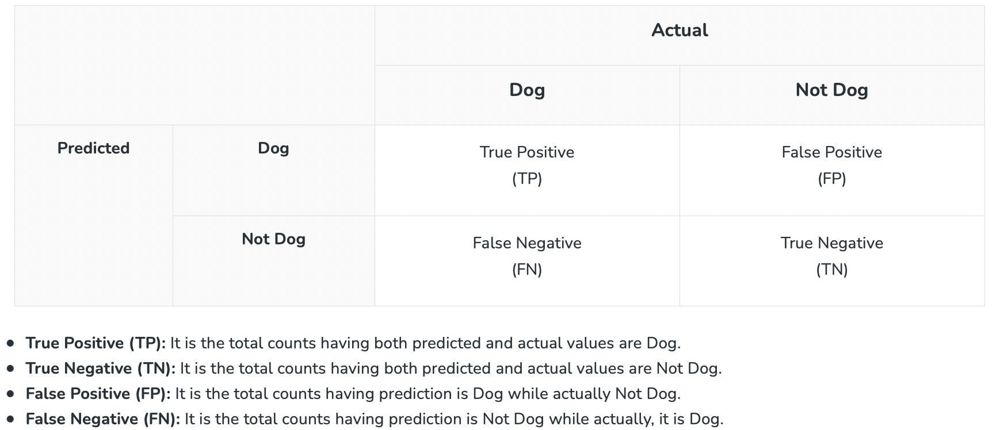 Actual
Dog
Not Dog
Predicted
Dog
True Positive
(TP)
False Positive
(FP)
Not Dog
False Negative
(FN)
True Negative
(TN)
True Positive (TP): It is the total counts having both predicted and actual values are Dog.
True Negative (TN): It is the total counts having both predicted and actual values are Not Dog.
False Positive (FP): It is the total counts having prediction is Dog while actually Not Dog.
False Negative (FN): It is the total counts having prediction is Not Dog while actually, it is Dog.